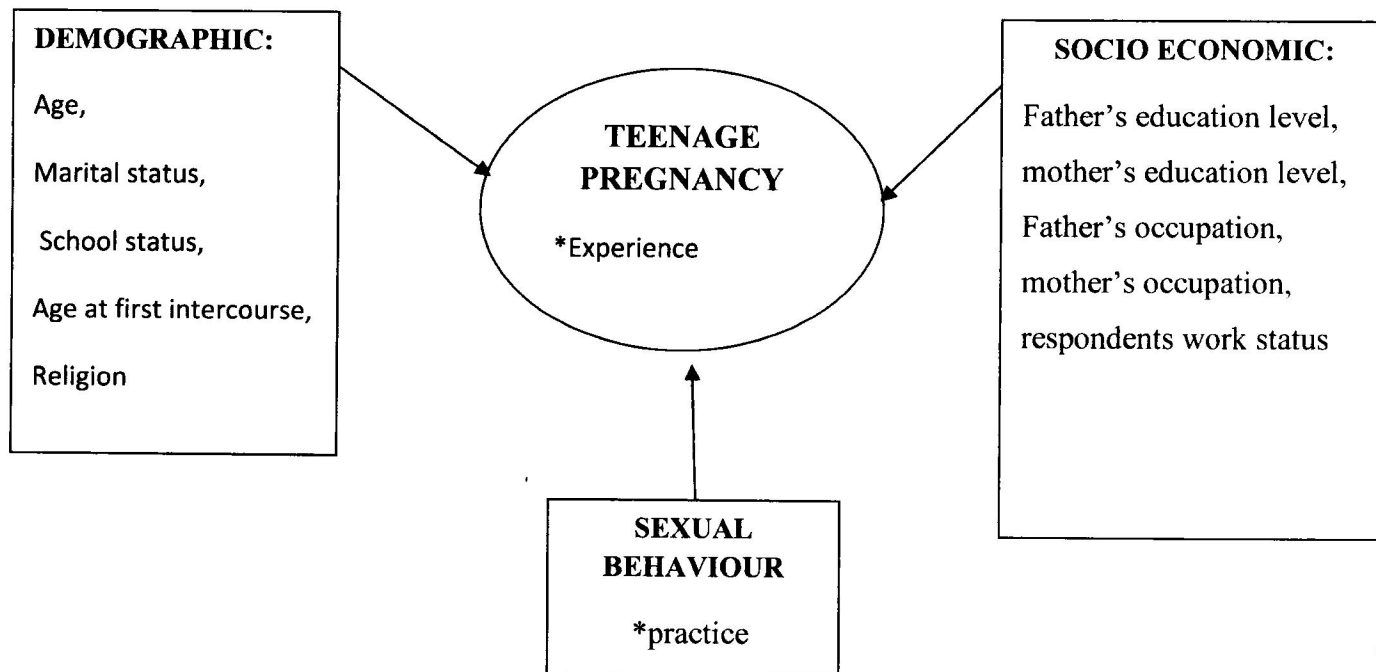 DEMOGRAPHIC:
Age,
Marital status,
School status,
Age at first intercourse,
Religion
TEENAGE
PREGNANCY
*Experience
SOCIO ECONOMIC:
Father's education level,
mother's education level,
Father's occupation,
mother's occupation,
respondents work status
SEXUAL
BEHAVIOUR
*practice